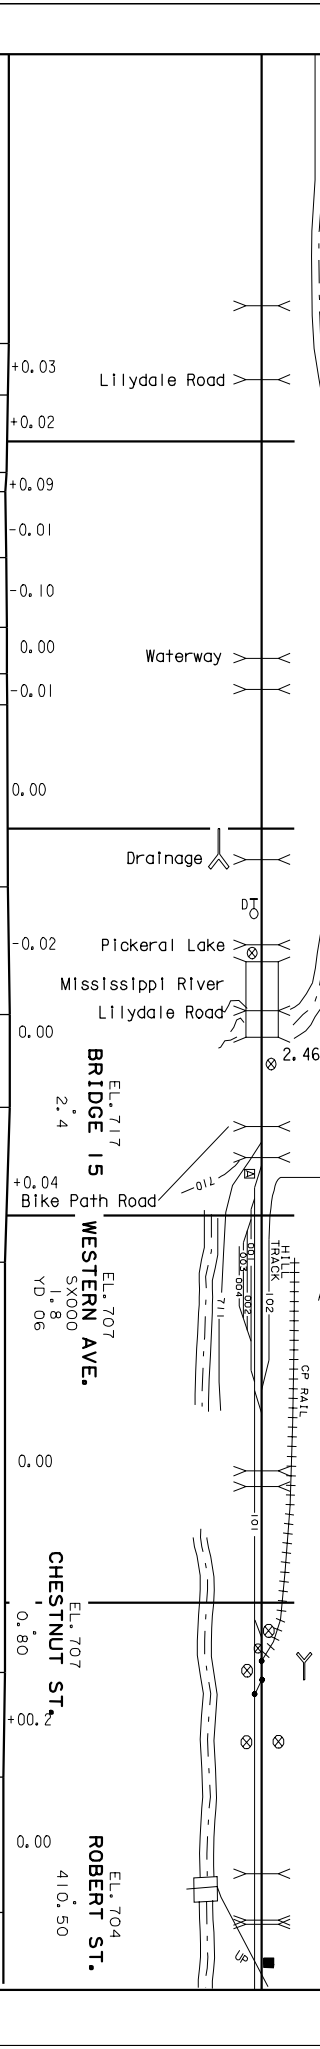 +0.03
Lilydale Road
+0.02
+0.09
-0.01
-0.10
0.00
Waterway
-0.01
0.00
Drainage
DT
-0.02
Pickeral Lake
Mississippi River
Lilydale Road
0.00
2.46
EL. 717
BRIDGE 15
2.4
A
710
+0.04
Bike Path Road
EL. 707
WESTERN AVE.
SX000
1.8
YD 06
711
001
003
004
002
102
HILL
TRACK
CP RAIL
0.00
101
EL. 707
CHESTNUT ST.
0.80
+00.2
0.00
EL. 704
ROBERT ST.
410.50
UP